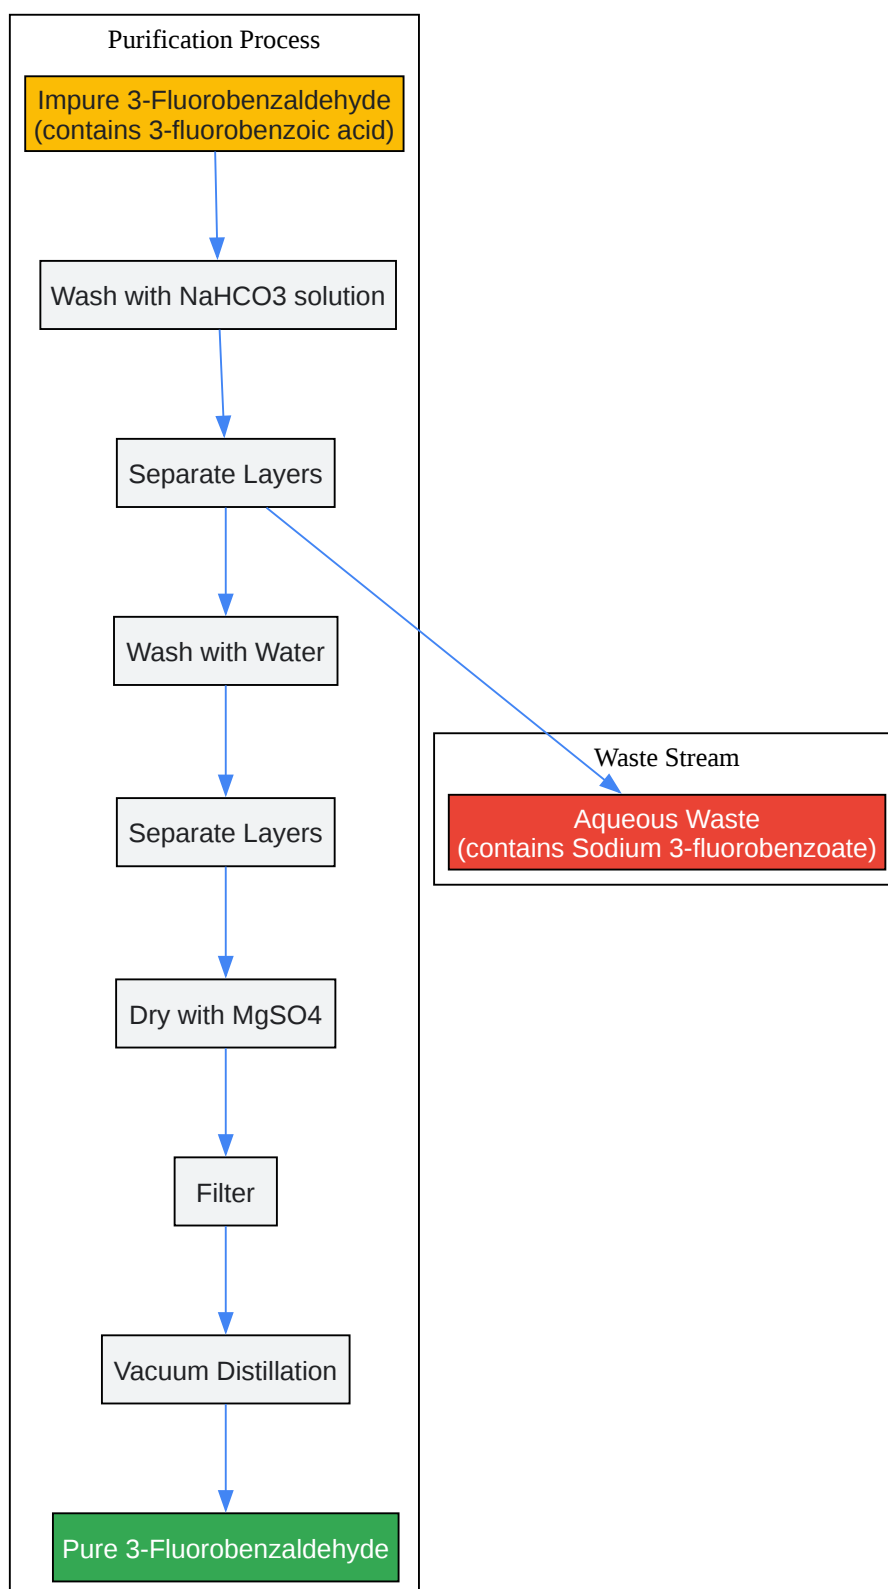 Purification Process
Impure 3-Fluorobenzaldehyde
(contains 3-fluorobenzoic acid)
Wash with NaHCO3 solution
Separate Layers
Wash with Water
Waste Stream
Aqueous Waste
(contains Sodium 3-fluorobenzoate)
Separate Layers
Dry with MgSO4
Filter
Vacuum Distillation
Pure 3-Fluorobenzaldehyde